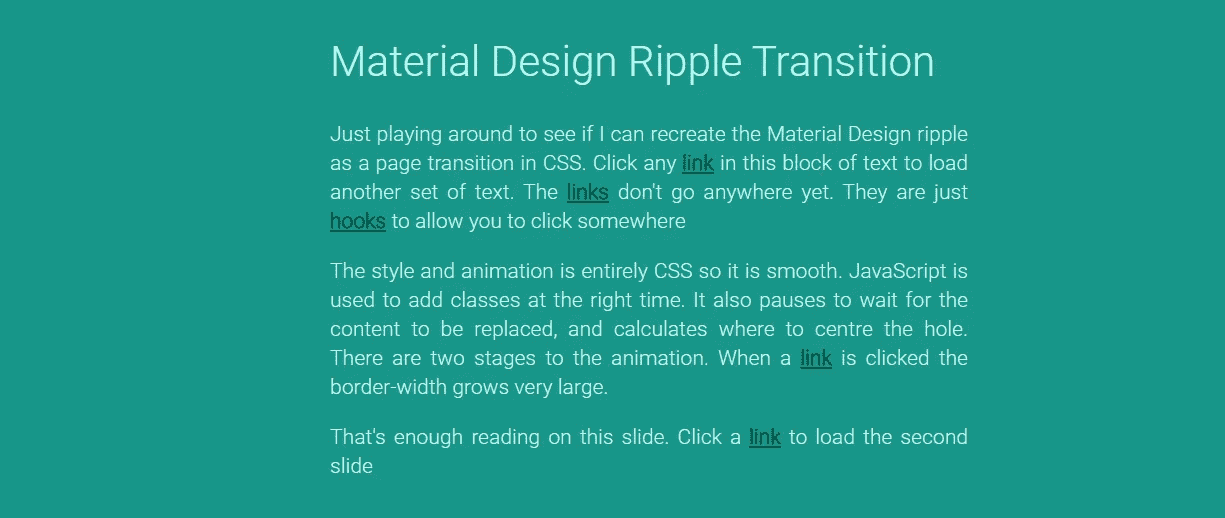 Material Design Ripple Transition
Just playing around to see if I can recreate the Material Design ripple
as a page transition in CSS. Click any link in this block of text to load
another set of text. The links don't go anywhere yet. They are just
hooks to allow you to click somewhere
The style and animation is entirely CSS so it is smooth. JavaScript is
used to add classes at the right time. It also pauses to wait for the
content to be replaced, and calculates where to centre the hole.
There are two stages to the animation. When a link is clicked the
border-width grows very large.
That's enough reading on this slide. Click a link to load the second
slide